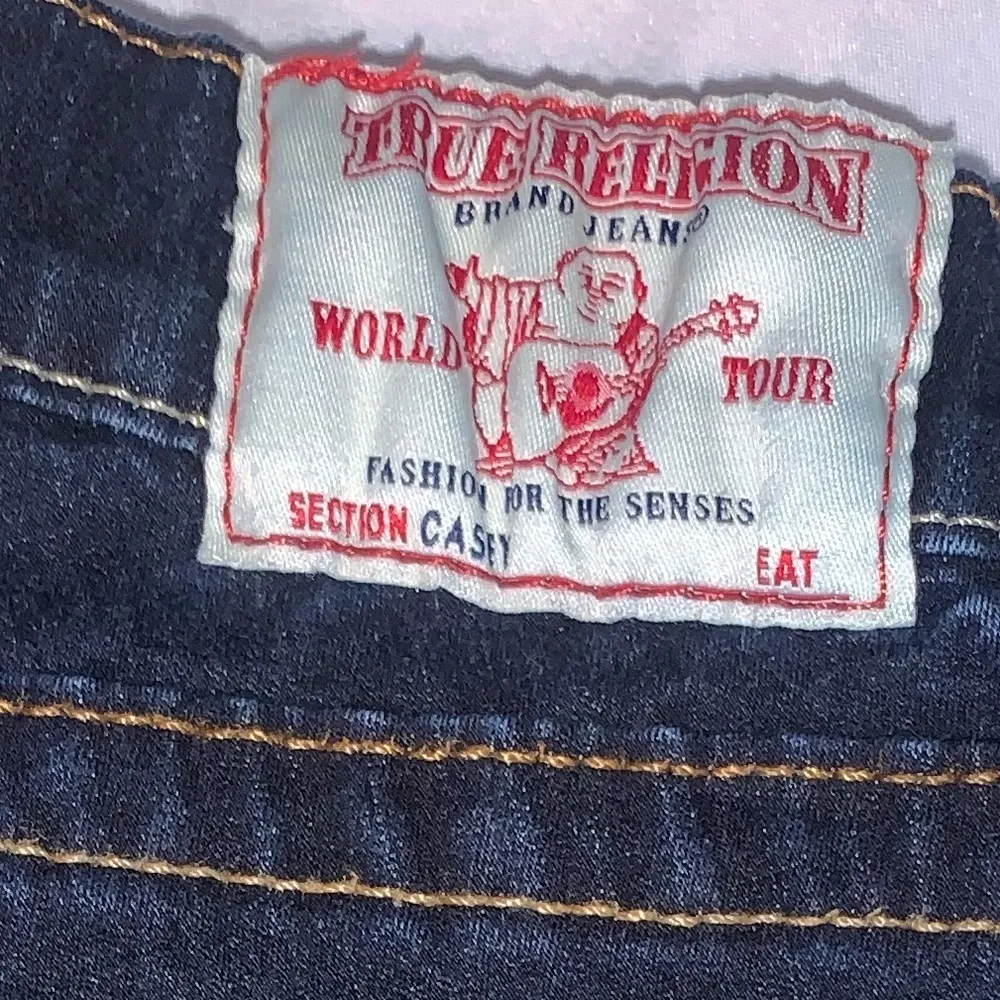 TRUE RELIGION
BRAND JEANS
WORLD TOUR
FASHION FOR THE SENSES
SECTION CASEY EAT